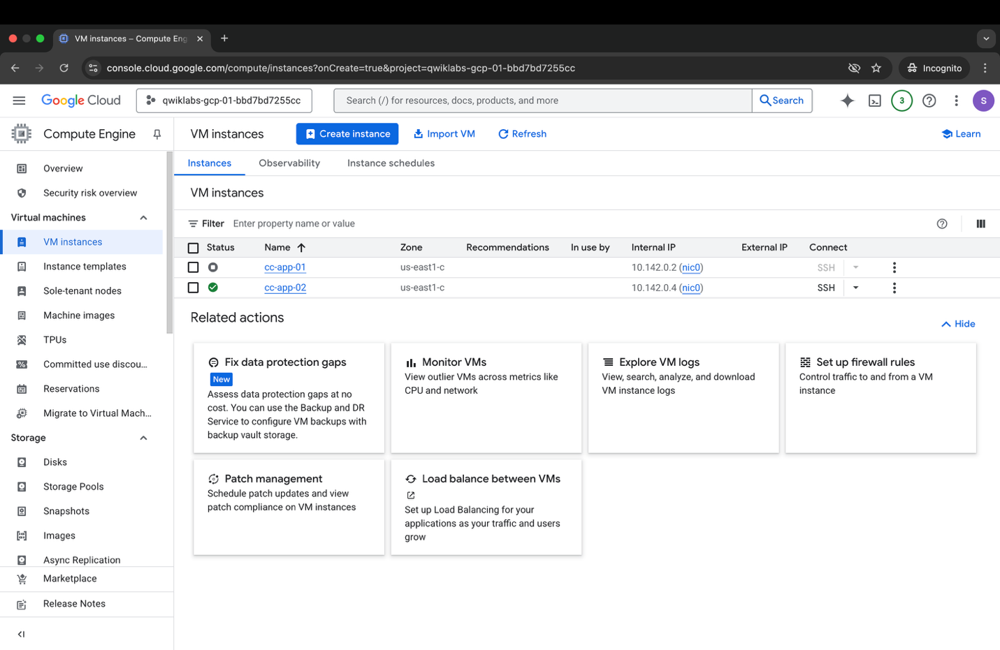 VM instances – Compute Eng
console.cloud.google.com/compute/instances?onCreate=true&project=qwiklabs-gcp-01-bbd7bd7255cc
Incognito
Google Cloud
qwiklabs-gcp-01-bbd7bd7255cc
Search (/) for resources, docs, products, and more
Search
3
S
Compute Engine
VM instances
Create instance
Import VM
Refresh
Learn
Overview
Security risk overview
Virtual machines
VM instances
Instance templates
Sole-tenant nodes
Machine images
TPUs
Committed use discou...
Reservations
Migrate to Virtual Mach...
Storage
Disks
Storage Pools
Snapshots
Images
Async Replication
Marketplace
Release Notes
Instances
Observability
Instance schedules
VM instances
Filter Enter property name or value
Status Name Zone Recommendations In use by Internal IP External IP Connect
cc-app-01 us-east1-c 10.142.0.2 (nic0) SSH
cc-app-02 us-east1-c 10.142.0.4 (nic0) SSH
Related actions
Hide
Fix data protection gaps
New
Assess data protection gaps at no
cost. You can use the Backup and DR
Service to configure VM backups with
backup vault storage.
Monitor VMs
View outlier VMs across metrics like
CPU and network
Explore VM logs
View, search, analyze, and download
VM instance logs
Set up firewall rules
Control traffic to and from a VM
instance
Patch management
Schedule patch updates and view
patch compliance on VM instances
Load balance between VMs
Set up Load Balancing for your
applications as your traffic and users
grow